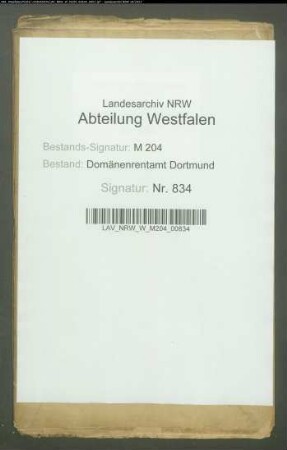 Landesarchiv NRW
Abteilung Westfalen
Bestands-Signatur: M 204
Bestand: Domänenrentamt Dortmund
Signatur: Nr. 834
LAV_NRW_W_M204_00834